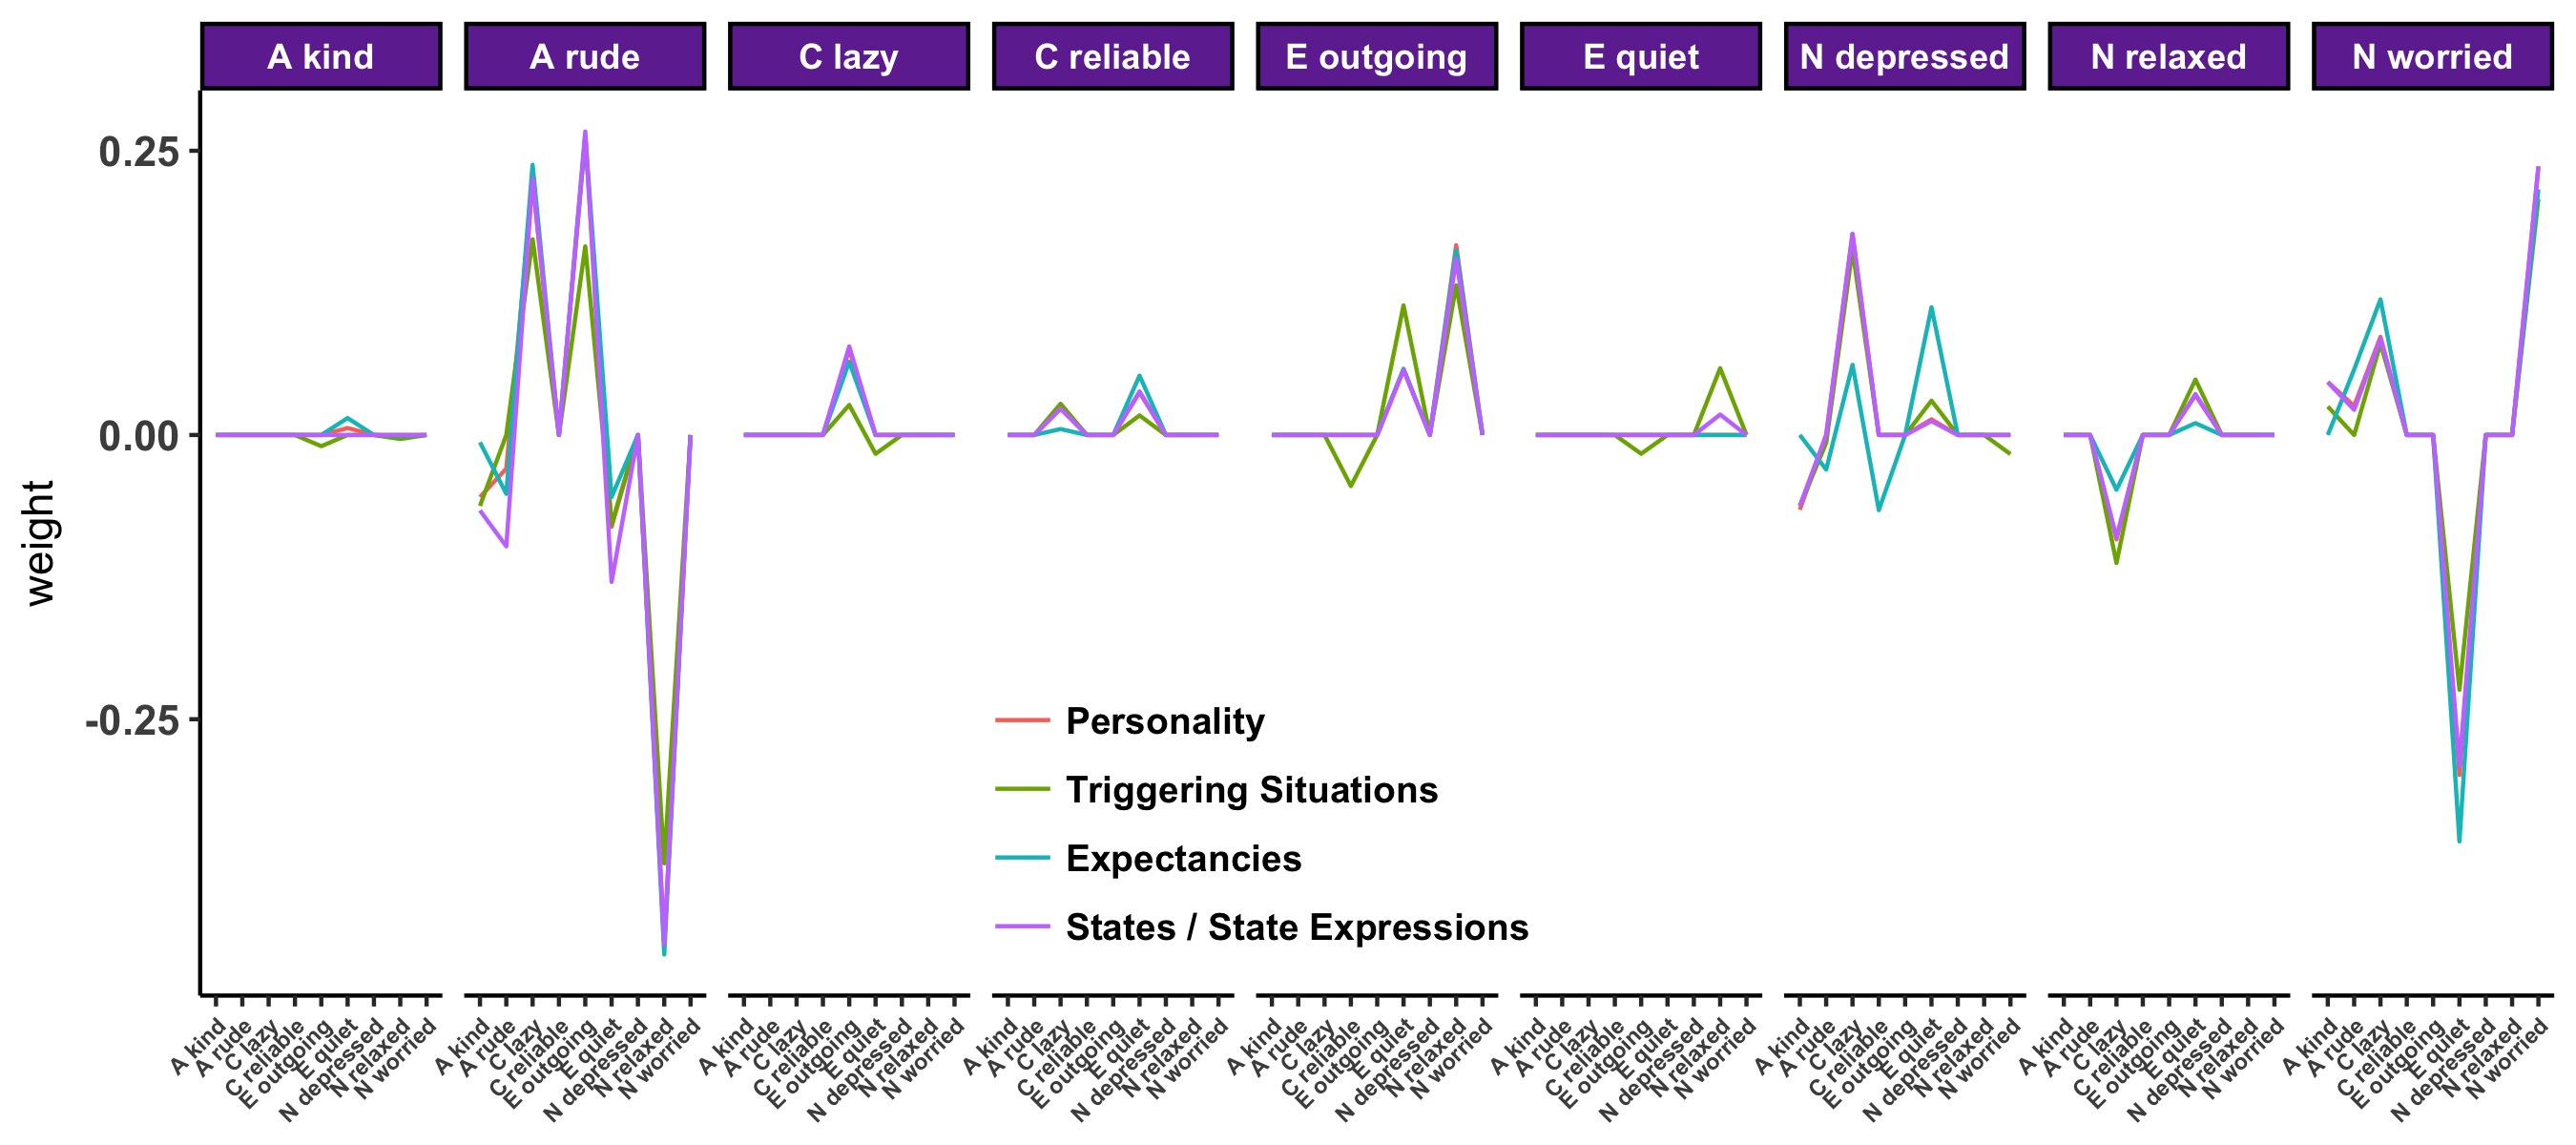 A kind A rude C lazy C reliable E outgoing E quiet N depressed N relaxed N worried
0.25
0.00
-0.25
weight
Personality
Triggering Situations
Expectancies
States / State Expressions
A kind A rude C lazy C reliable E outgoing E quiet N depressed N relaxed N worried
A kind A rude C lazy C reliable E outgoing E quiet N depressed N relaxed N worried
A kind A rude C lazy C reliable E outgoing E quiet N depressed N relaxed N worried
A kind A rude C lazy C reliable E outgoing E quiet N depressed N relaxed N worried
A kind A rude C lazy C reliable E outgoing E quiet N depressed N relaxed N worried
A kind A rude C lazy C reliable E outgoing E quiet N depressed N relaxed N worried
A kind A rude C lazy C reliable E outgoing E quiet N depressed N relaxed N worried
A kind A rude C lazy C reliable E outgoing E quiet N depressed N relaxed N worried
A kind A rude C lazy C reliable E outgoing E quiet N depressed N relaxed N worried